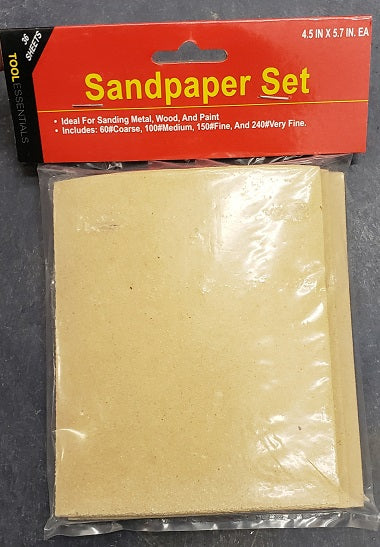 36 SHEETS
TOOL ESSENTIALS
4.5 IN X 5.7 IN. EA
Sandpaper Set
• Ideal For Sanding Metal, Wood, And Paint
• Includes: 60#Coarse, 100#Medium, 150#Fine, And 240#Very Fine.